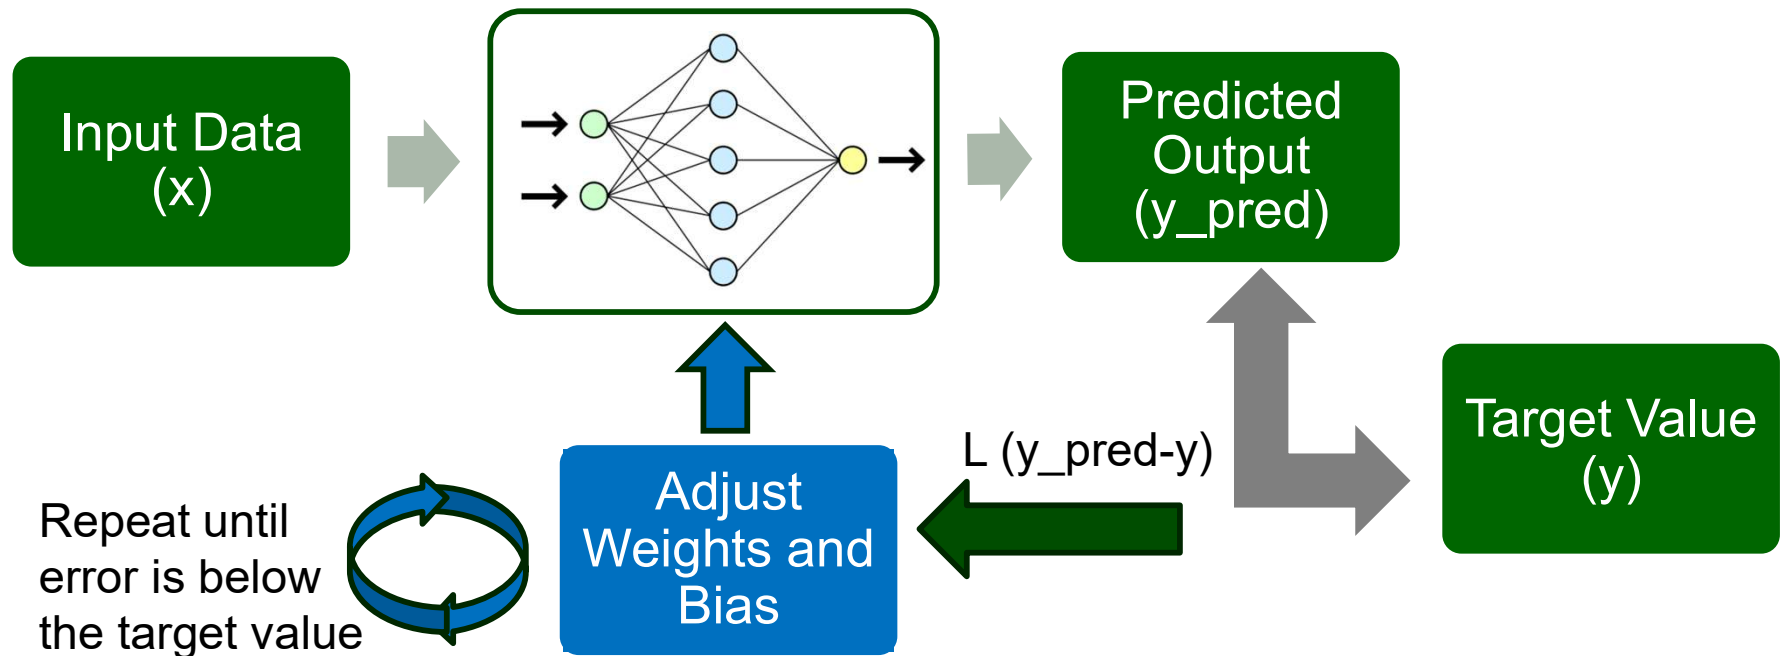 Input Data
(x)
Predicted
Output
(y_pred)
Target Value
(y)
L (y_pred-y)
Adjust
Weights and
Bias
Repeat until
error is below
the target value